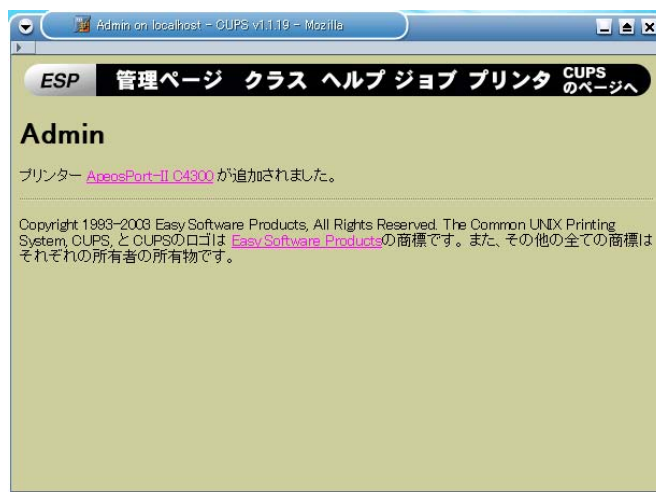 Admin on localhost - CUPS v1.1.19 - Mozilla
ESP 管理ページ クラス ヘルプ ジョブ プリンタ CUPSのページへ
Admin
プリンター ApeosPort-II C4300 が追加されました。
Copyright 1993-2003 Easy Software Products, All Rights Reserved. The Common UNIX Printing
System, CUPS, と CUPSのロゴは Easy Software Productsの商標です。また、その他の全ての商標は
それぞれの所有者の所有物です。